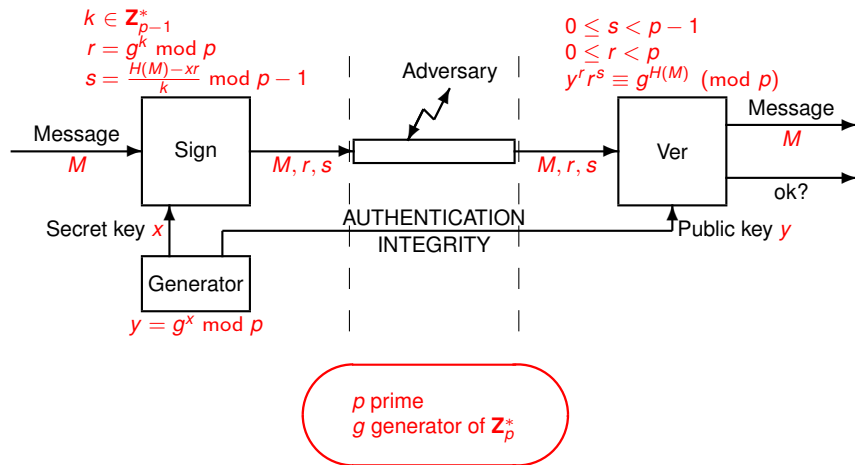 k ∈ Z*_{p−1}
r = g^k mod p
s = \frac{H(M)−xr}{k} mod p − 1
0 ≤ s < p − 1
0 ≤ r < p
y^r r^s ≡ g^{H(M)} (mod p)
Adversary
Message
M
Sign
M, r, s
M, r, s
Ver
Message
M
ok?
AUTHENTICATION
INTEGRITY
Secret key x
Public key y
Generator
y = g^x mod p
p prime
g generator of Z*_p